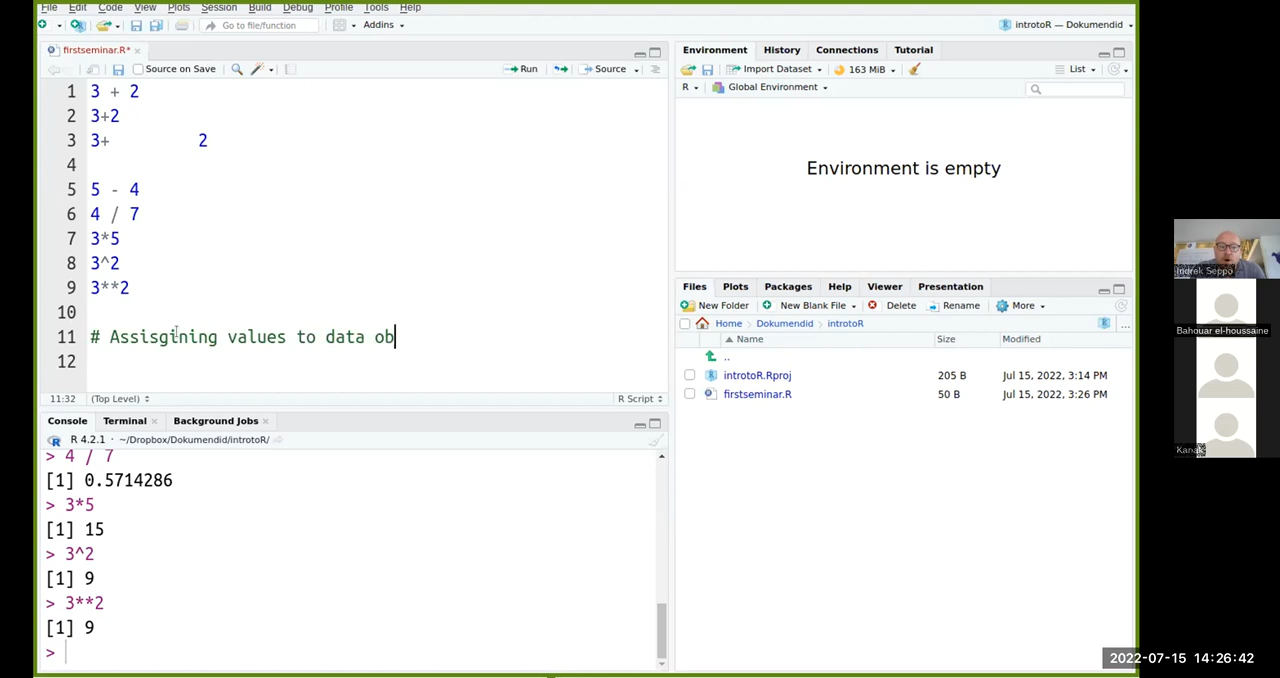 File Edit Code View Plots Session Build Debug Profile Tools Help
Go to file/function Addins introtoR — Dokumendid
firstseminar.R*
Source on Save Run Source
1 3 + 2
2 3+2
3 3+ 2
4
5 5 - 4
6 4 / 7
7 3*5
8 3^2
9 3**2
10
11 # Assisgining values to data ob
12
11:32 (Top Level) R Script
Console Terminal Background Jobs
R 4.2.1 · ~/Dropbox/Dokumendid/introtoR/
> 4 / 7
[1] 0.5714286
> 3*5
[1] 15
> 3^2
[1] 9
> 3**2
[1] 9
>
Environment History Connections Tutorial
Import Dataset 163 MiB List
R Global Environment
Environment is empty
Files Plots Packages Help Viewer Presentation
New Folder New Blank File Delete Rename More
Home Dokumendid introtoR ...
Name Size Modified
..
introtoR.Rproj 205 B Jul 15, 2022, 3:14 PM
firstseminar.R 50 B Jul 15, 2022, 3:26 PM
Indrek Seppo
Bahouar el-houssaine
2022-07-15 14:26:42